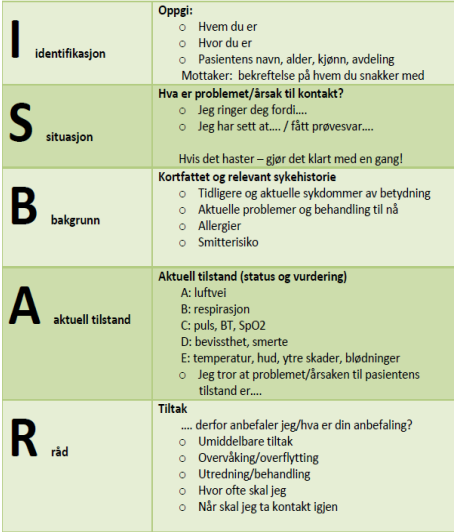 I identifikasjon
Oppgi:
○ Hvem du er
○ Hvor du er
○ Pasientens navn, alder, kjønn, avdeling
Mottaker: bekreftelse på hvem du snakker med
S situasjon
Hva er problemet/årsak til kontakt?
○ Jeg ringer deg fordi....
○ Jeg har sett at.... / fått prøvesvar....
Hvis det haster – gjør det klart med en gang!
B bakgrunn
Kortfattet og relevant sykehistorie
○ Tidligere og aktuelle sykdommer av betydning
○ Aktuelle problemer og behandling til nå
○ Allergier
○ Smitterisiko
A aktuell tilstand
Aktuell tilstand (status og vurdering)
A: luftvei
B: respirasjon
C: puls, BT, SpO2
D: bevissthet, smerte
E: temperatur, hud, ytre skader, blødninger
○ Jeg tror at problemet/årsaken til pasientens
tilstand er....
R råd
Tiltak
.... derfor anbefaler jeg/hva er din anbefaling?
○ Umiddelbare tiltak
○ Overvåking/overflytting
○ Utredning/behandling
○ Hvor ofte skal jeg
○ Når skal jeg ta kontakt igjen